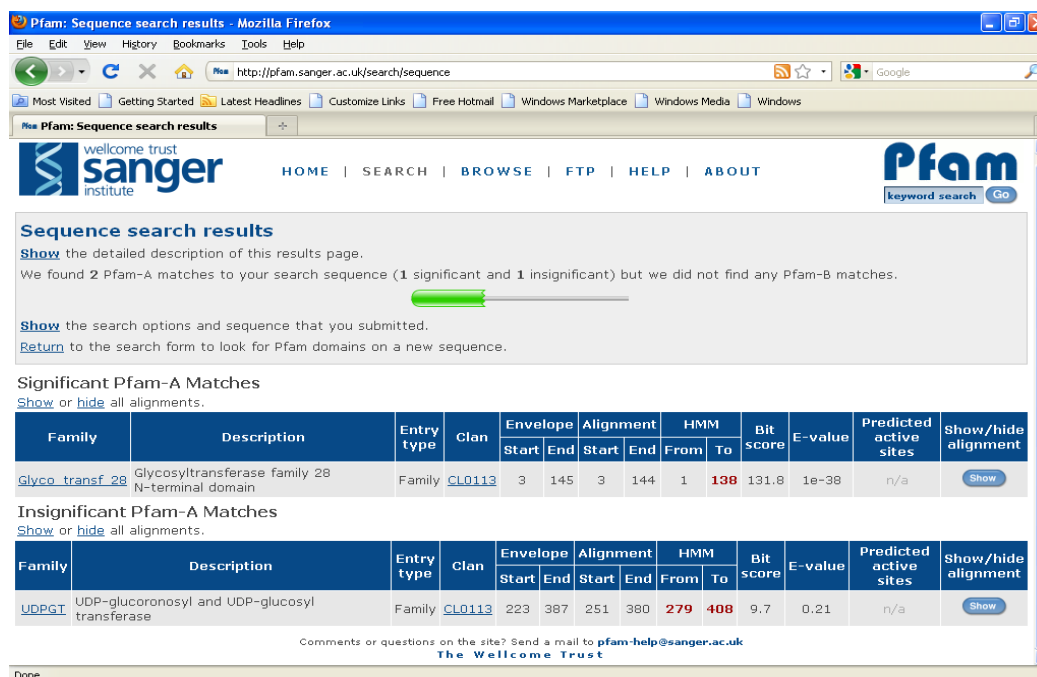 Pfam: Sequence search results - Mozilla Firefox
File Edit View History Bookmarks Tools Help
Pfam http://pfam.sanger.ac.uk/search/sequence Google
Most Visited Getting Started Latest Headlines Customize Links Free Hotmail Windows Marketplace Windows Media Windows
Pfam Pfam: Sequence search results
wellcome trust
sanger
institute
HOME | SEARCH | BROWSE | FTP | HELP | ABOUT
Pfam
keyword search Go
Sequence search results
Show the detailed description of this results page.
We found 2 Pfam-A matches to your search sequence (1 significant and 1 insignificant) but we did not find any Pfam-B matches.
Show the search options and sequence that you submitted.
Return to the search form to look for Pfam domains on a new sequence.
Significant Pfam-A Matches
Show or hide all alignments.
Family Description Entry type Clan Envelope Alignment HMM Bit score E-value Predicted active sites Show/hide alignment
Start End Start End From To
Glyco_transf_28 Glycosyltransferase family 28 N-terminal domain Family CL0113 3 145 3 144 1 138 131.8 1e-38 n/a Show
Insignificant Pfam-A Matches
Show or hide all alignments.
Family Description Entry type Clan Envelope Alignment HMM Bit score E-value Predicted active sites Show/hide alignment
Start End Start End From To
UDPGT UDP-glucoronosyl and UDP-glucosyl transferase Family CL0113 223 387 251 380 279 408 9.7 0.21 n/a Show
Comments or questions on the site? Send a mail to pfam-help@sanger.ac.uk
The Wellcome Trust
Done